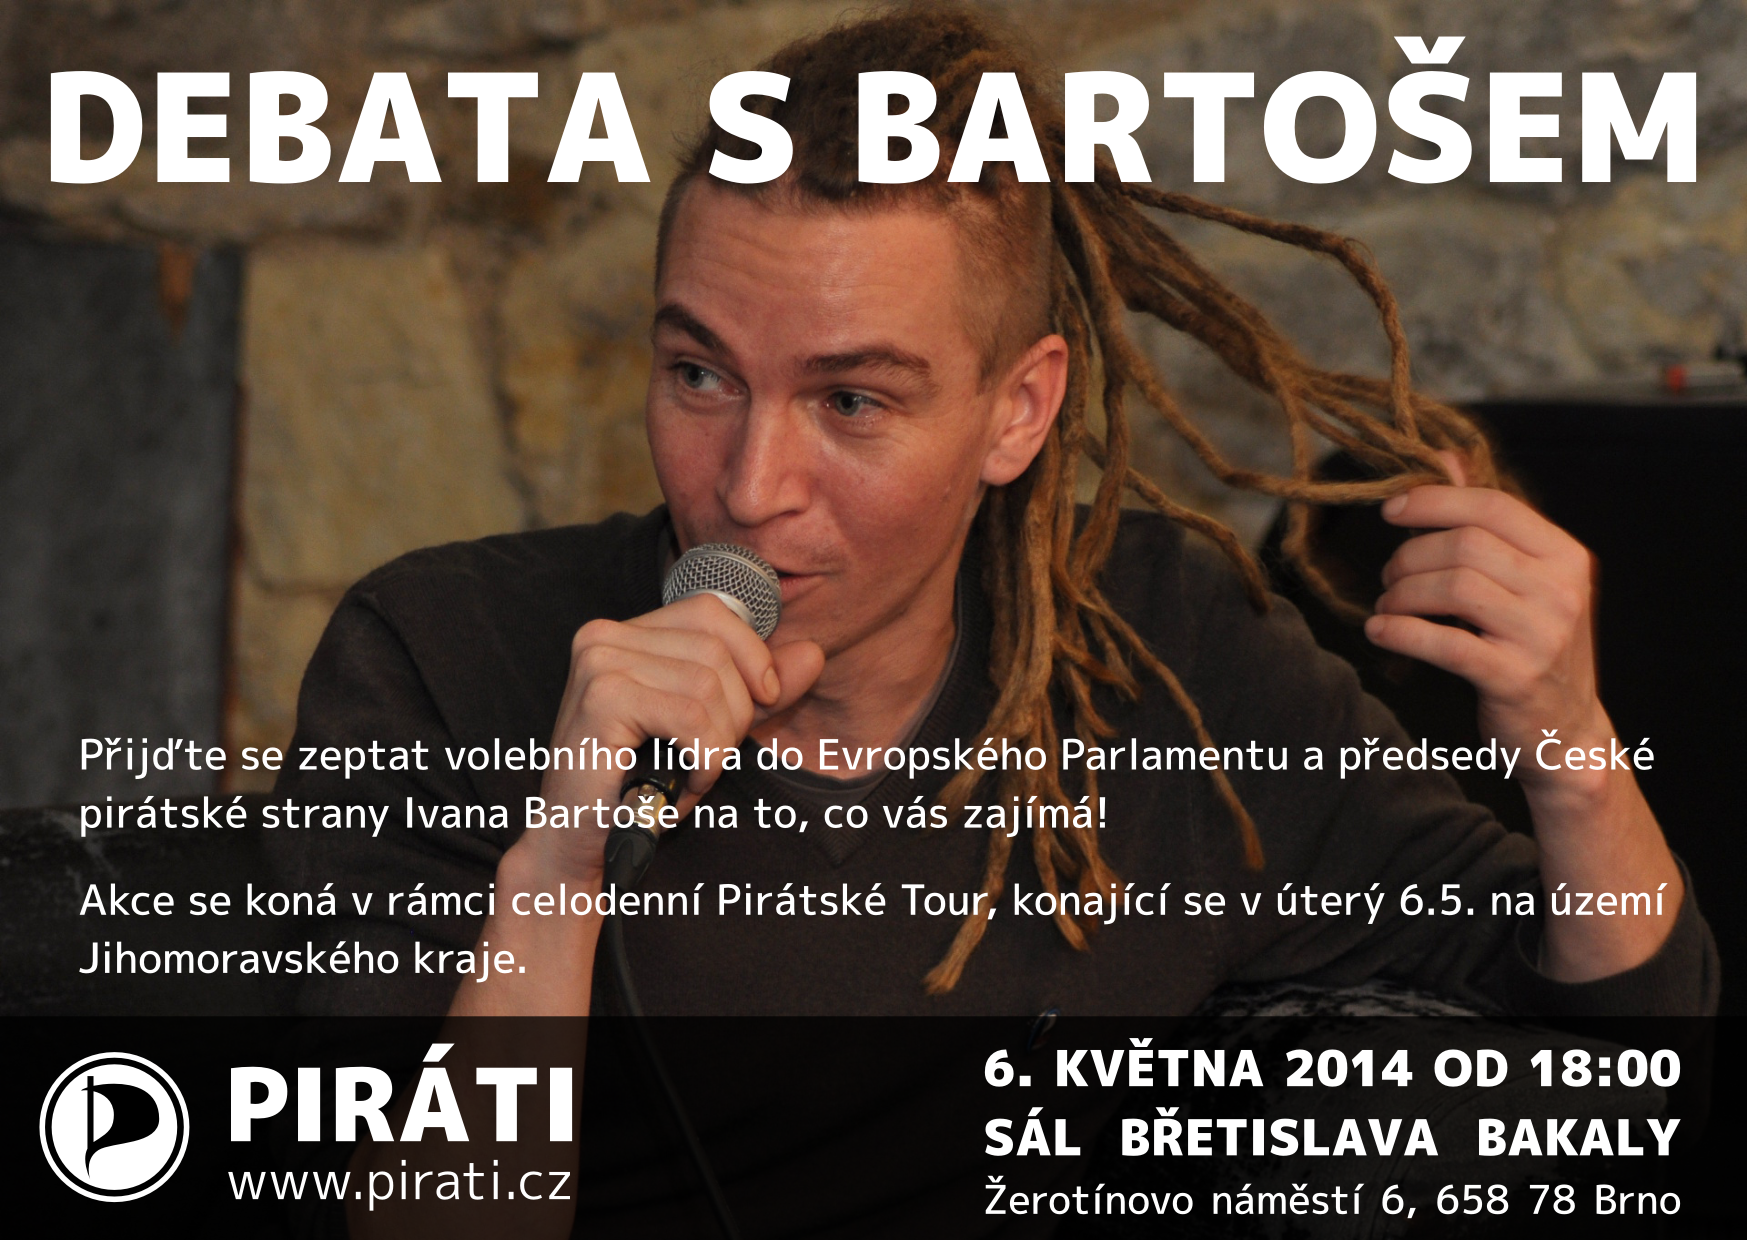 DEBATA S BARTOŠEM
Přijďte se zeptat volebního lídra do Evropského Parlamentu a předsedy České
pirátské strany Ivana Bartoše na to, co vás zajímá!
Akce se koná v rámci celodenní Pirátské Tour, konající se v úterý 6.5. na území
Jihomoravského kraje.
PIRÁTI
www.pirati.cz
6. KVĚTNA 2014 OD 18:00
SÁL BŘETISLAVA BAKALY
Žerotínovo náměstí 6, 658 78 Brno